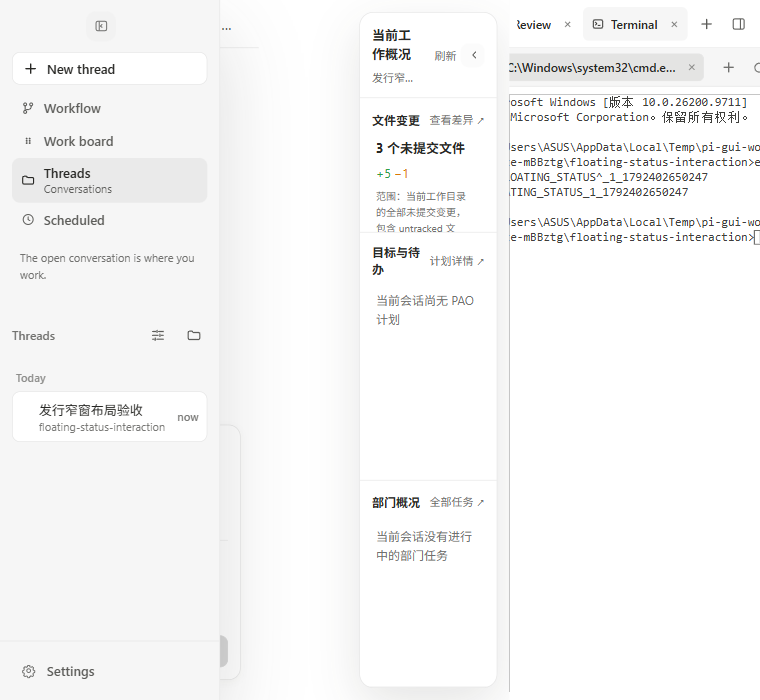 New thread
Workflow
Work board
Threads
Conversations
Scheduled
The open conversation is where you
work.
Threads
Today
发行窄窗布局验收
now
floating-status-interaction
Settings
...
当前工
作概况
刷新
发行窄...
文件变更
查看差异 ↗
3 个未提交文件
+5 −1
范围：当前工作目录
的全部未提交变更，
包含 untracked 文
目标与待
办
计划详情 ↗
当前会话尚无 PAO
计划
部门概况
全部任务 ↗
当前会话没有进行
中的部门任务
Review
Terminal
C:\Windows\system32\cmd.e...
rosoft Windows [版本 10.0.26200.9711]
Microsoft Corporation。保留所有权利。
sers\ASUS\AppData\Local\Temp\pi-gui-wo
e-mBBztg\floating-status-interaction>e
OATING_STATUS^_1_1792402650247
TING_STATUS_1_1792402650247
sers\ASUS\AppData\Local\Temp\pi-gui-wo
e-mBBztg\floating-status-interaction>